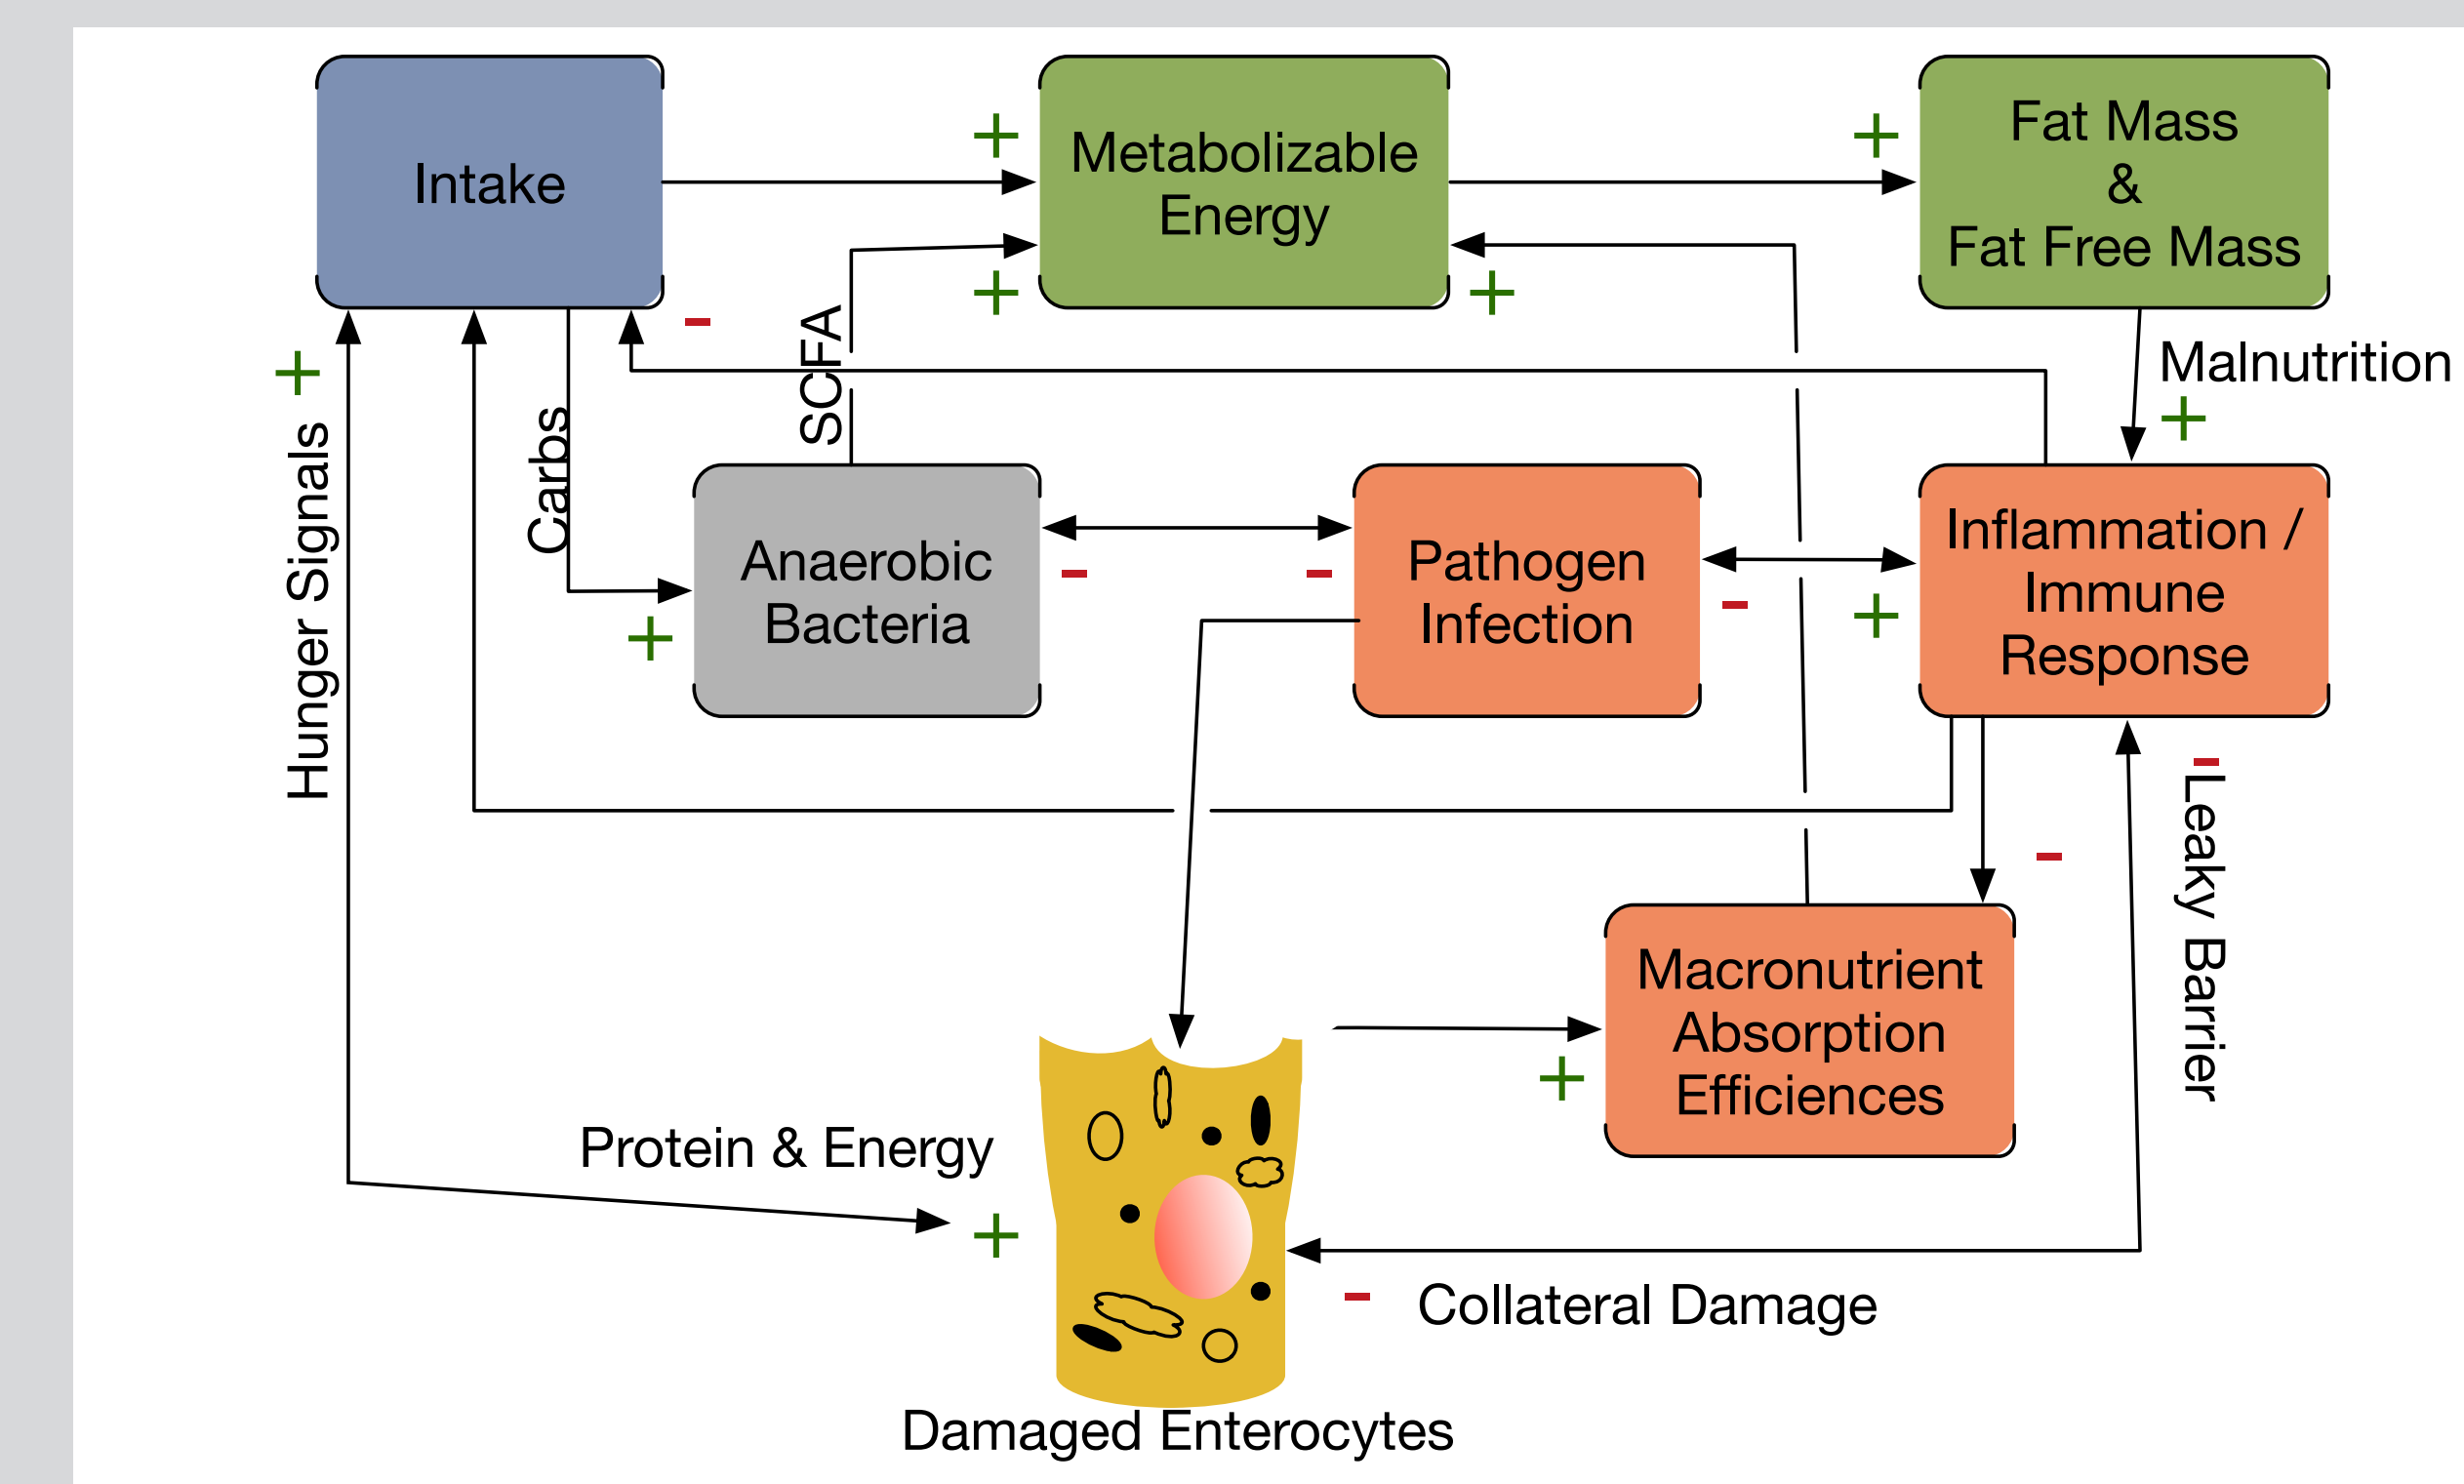 Intake
Metabolizable
Energy
Fat Mass
&
Fat Free Mass
+
+
+
+
-
Malnutrition
+
SCFA
Carbs
Hunger Signals +
Anaerobic
Bacteria
Pathogen
Infection
Inflammation /
Immune
Response
+
-
-
-
+
- Leaky Barrier
-
Macronutrient
Absorption
Efficiences
+
Protein & Energy
+
-
Collateral Damage
Damaged Enterocytes